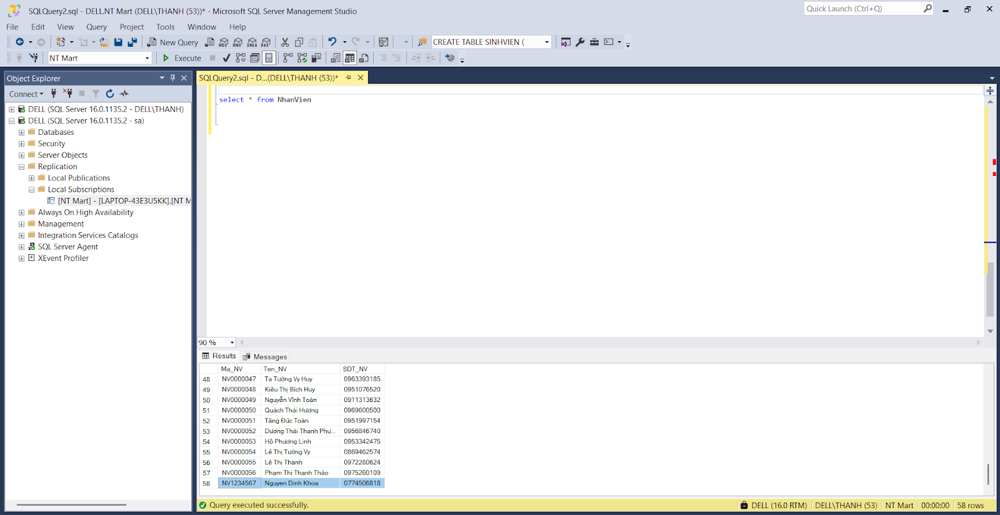 SQLQuery2.sql - DELL.NT Mart (DELL\THANH (53))* - Microsoft SQL Server Management Studio
Quick Launch (Ctrl+Q)
File Edit View Query Project Tools Window Help
New Query MDX DMX XMLA DAX CREATE TABLE SINHVIEN (
NT Mart Execute
Object Explorer
Connect
DELL (SQL Server 16.0.1135.2 - DELL\THANH)
DELL (SQL Server 16.0.1135.2 - sa)
Databases
Security
Server Objects
Replication
Local Publications
Local Subscriptions
[NT Mart] - [LAPTOP-43E3U5KK].[NT M
Always On High Availability
Management
Integration Services Catalogs
SQL Server Agent
XEvent Profiler
SQLQuery2.sql - D...(DELL\THANH (53))*
select * from NhanVien
90 %
Results Messages
Ma_NV Ten_NV SDT_NV
48 NV0000047 Tạ Tường Vy Huy 0963393185
49 NV0000048 Kiều Thị Bích Huy 0951076520
50 NV0000049 Nguyễn Vĩnh Toàn 0911313632
51 NV0000050 Quách Thái Hương 0969600500
52 NV0000051 Tăng Đức Toàn 0951997154
53 NV0000052 Dương Thái Thanh Phư... 0956846740
54 NV0000053 Hồ Phương Linh 0953342475
55 NV0000054 Lê Thị Tường Vy 0869462574
56 NV0000055 Lê Thị Thanh 0972280624
57 NV0000056 Phạm Thị Thanh Thảo 0975260109
58 NV1234567 Nguyen Dinh Khoa 0774506818
Query executed successfully. DELL (16.0 RTM) DELL\THANH (53) NT Mart 00:00:00 58 rows